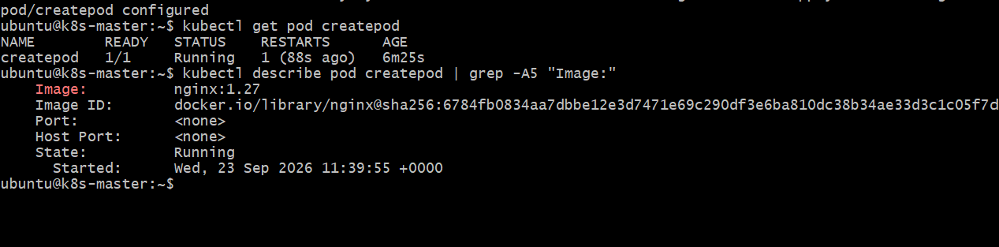 pod/createpod configured
ubuntu@k8s-master:~$ kubectl get pod createpod
NAME        READY   STATUS    RESTARTS      AGE
createpod   1/1     Running   1 (88s ago)   6m25s
ubuntu@k8s-master:~$ kubectl describe pod createpod | grep -A5 "Image:"
    Image:          nginx:1.27
    Image ID:       docker.io/library/nginx@sha256:6784fb0834aa7dbbe12e3d7471e69c290df3e6ba810dc38b34ae33d3c1c05f7d
    Port:           <none>
    Host Port:      <none>
    State:          Running
      Started:      Wed, 23 Sep 2026 11:39:55 +0000
ubuntu@k8s-master:~$